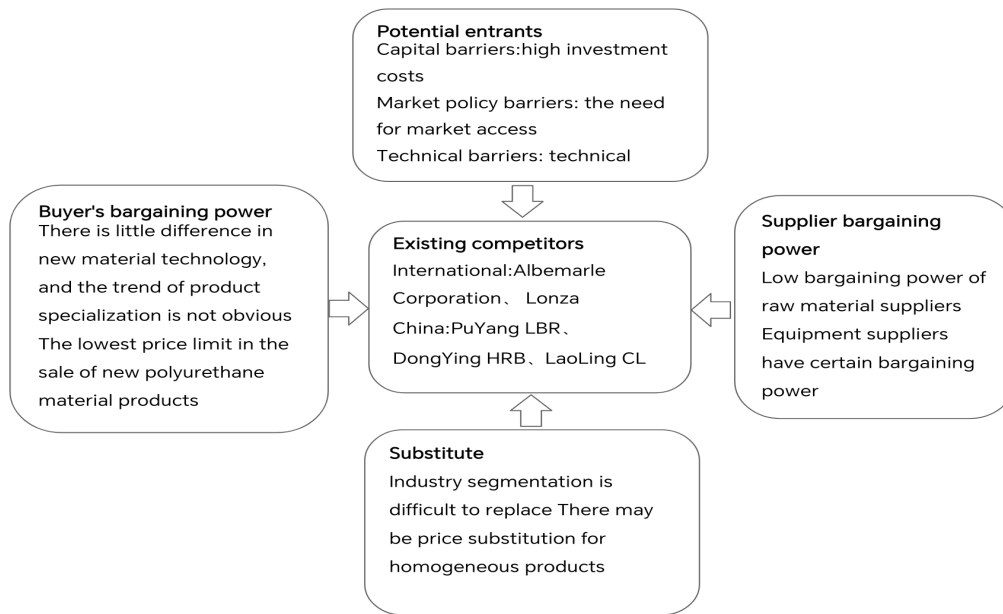 Potential entrants
Capital barriers:high investment
costs
Market policy barriers: the need
for market access
Technical barriers: technical
Buyer's bargaining power
There is little difference in
new material technology,
and the trend of product
specialization is not obvious
The lowest price limit in the
sale of new polyurethane
material products
Existing competitors
International:Albemarle
Corporation、 Lonza
China:PuYang LBR、
DongYing HRB、LaoLing CL
Supplier bargaining
power
Low bargaining power of
raw material suppliers
Equipment suppliers
have certain bargaining
power
Substitute
Industry segmentation is
difficult to replace There may
be price substitution for
homogeneous products